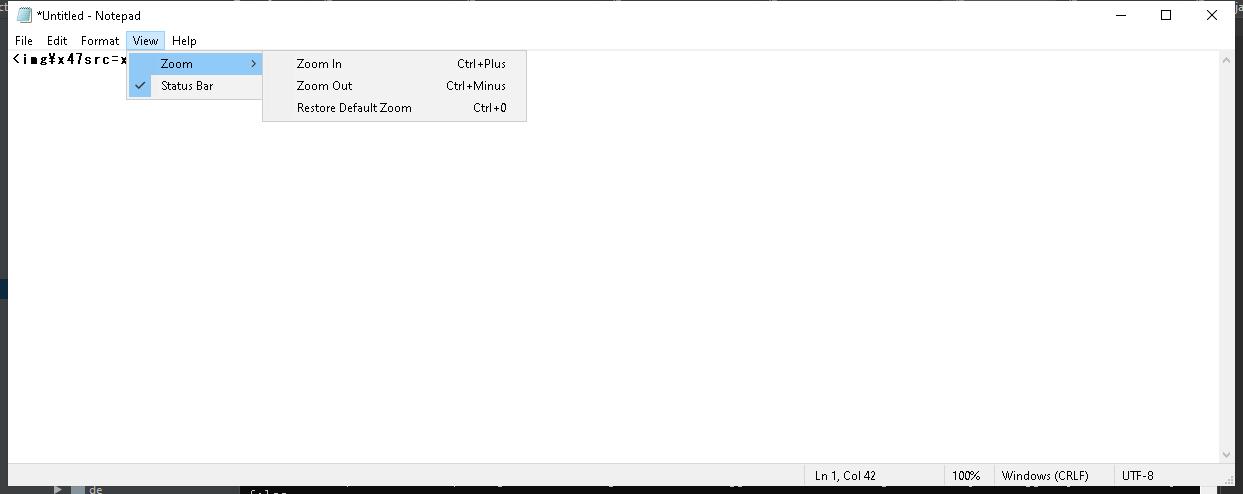 *Untitled - Notepad
File Edit Format View Help
<img¥x47src=x
Zoom
Status Bar
Zoom In Ctrl+Plus
Zoom Out Ctrl+Minus
Restore Default Zoom Ctrl+0
Ln 1, Col 42 100% Windows (CRLF) UTF-8
de